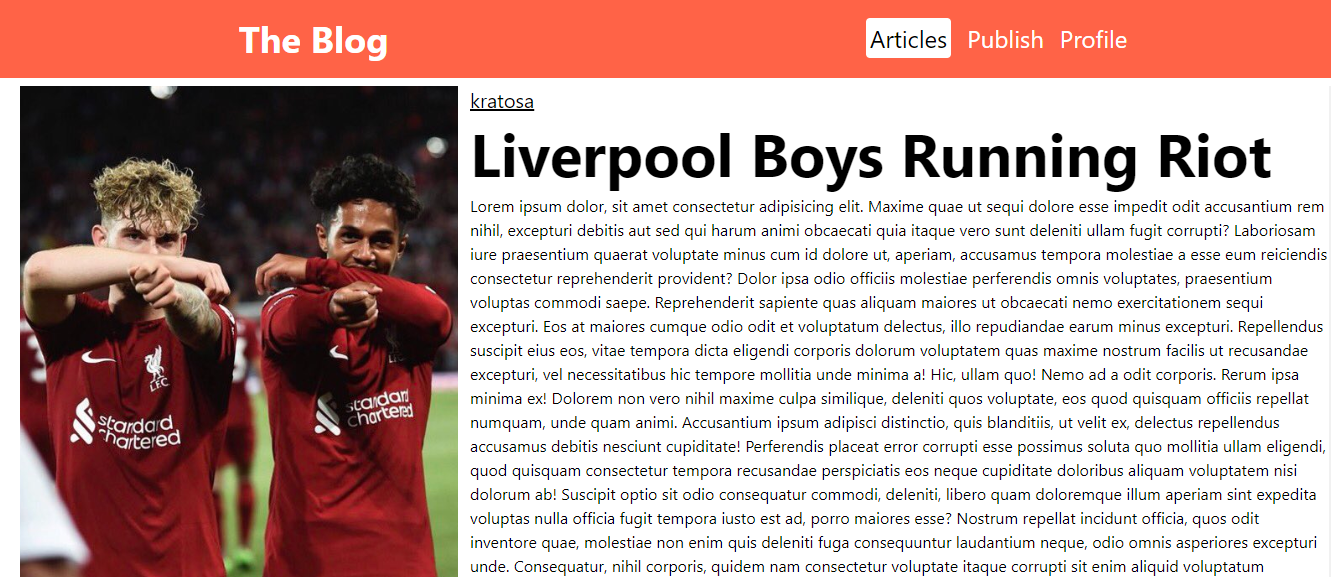 The Blog
Articles Publish Profile
kratosa
Liverpool Boys Running Riot
Lorem ipsum dolor, sit amet consectetur adipisicing elit. Maxime quae ut sequi dolore esse impedit odit accusantium rem
nihil, excepturi debitis aut sed qui harum animi obcaecati quia itaque vero sunt deleniti ullam fugit corrupti? Laboriosam
iure praesentium quaerat voluptate minus cum id dolore ut, aperiam, accusamus tempora molestiae a esse eum reiciendis
consectetur reprehenderit provident? Dolor ipsa odio officiis molestiae perferendis omnis voluptates, praesentium
voluptas commodi saepe. Reprehenderit sapiente quas aliquam maiores ut obcaecati nemo exercitationem sequi
excepturi. Eos at maiores cumque odio odit et voluptatum delectus, illo repudiandae earum minus excepturi. Repellendus
suscipit eius eos, vitae tempora dicta eligendi corporis dolorum voluptatem quas maxime nostrum facilis ut recusandae
excepturi, vel necessitatibus hic tempore mollitia unde minima a! Hic, ullam quo! Nemo ad a odit corporis. Rerum ipsa
minima ex! Dolorem non vero nihil maxime culpa similique, deleniti quos voluptate, eos quod quisquam officiis repellat
numquam, unde quam animi. Accusantium ipsum adipisci distinctio, quis blanditiis, ut velit ex, delectus repellendus
accusamus debitis nesciunt cupiditate! Perferendis placeat error corrupti esse possimus soluta quo mollitia ullam eligendi,
quod quisquam consectetur tempora recusandae perspiciatis eos neque cupiditate doloribus aliquam voluptatem nisi
dolorum ab! Suscipit optio sit odio consequatur commodi, deleniti, libero quam doloremque illum aperiam sint expedita
voluptas nulla officia fugit tempora iusto est ad, porro maiores esse? Nostrum repellat incidunt officia, quos odit
inventore quae, molestiae non enim quis deleniti fuga consequuntur laudantium neque, odio omnis asperiores excepturi
unde. Consequatur, nihil corporis, quidem nam consectetur voluptate itaque corrupti sit enim aliquid voluptatum
L.F.C.
standard
chartered
standard
chartered